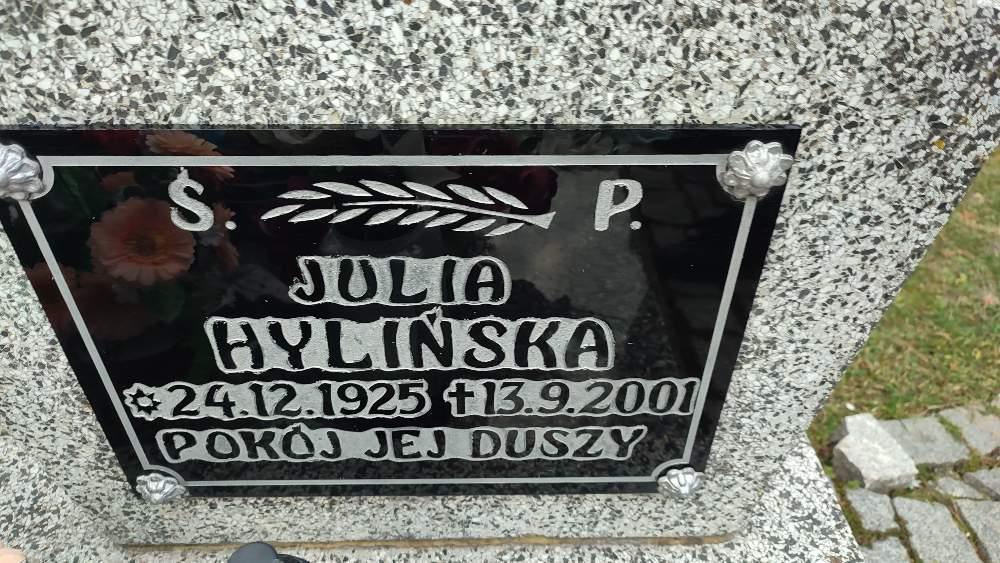 Ś. P.
JULIA
HYLIŃSKA
✡24.12.1925 ✝13.9.2001
POKÓJ JEJ DUSZY